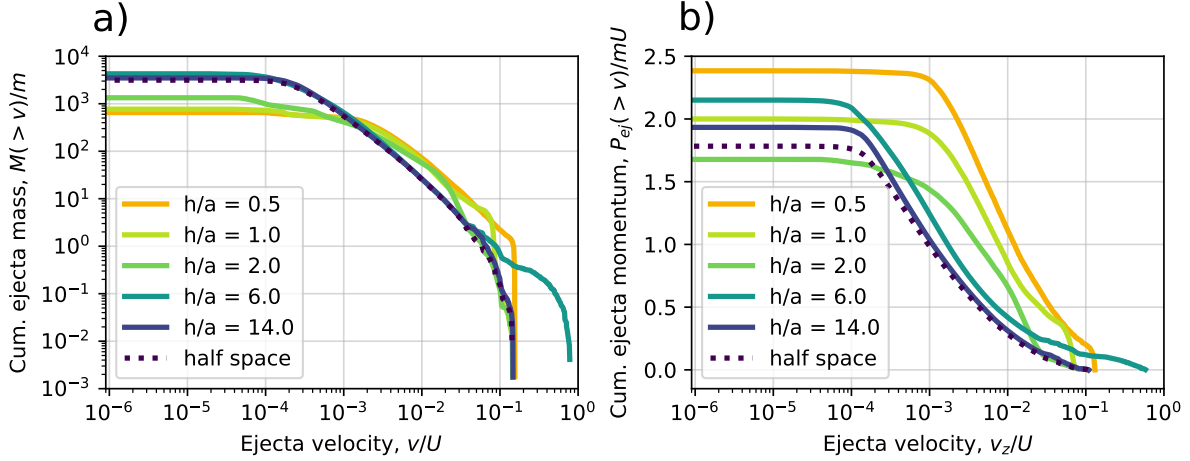 a)
Cum. ejecta mass, M(> v)/m
10^4
10^3
10^2
10^1
10^0
10^-1
10^-2
10^-3
h/a = 0.5
h/a = 1.0
h/a = 2.0
h/a = 6.0
h/a = 14.0
half space
10^-6 10^-5 10^-4 10^-3 10^-2 10^-1 10^0
Ejecta velocity, v/U
b)
Cum. ejecta momentum, P_ej(> v)/mU
2.5
2.0
1.5
1.0
0.5
0.0
h/a = 0.5
h/a = 1.0
h/a = 2.0
h/a = 6.0
h/a = 14.0
half space
10^-6 10^-5 10^-4 10^-3 10^-2 10^-1 10^0
Ejecta velocity, v_z/U